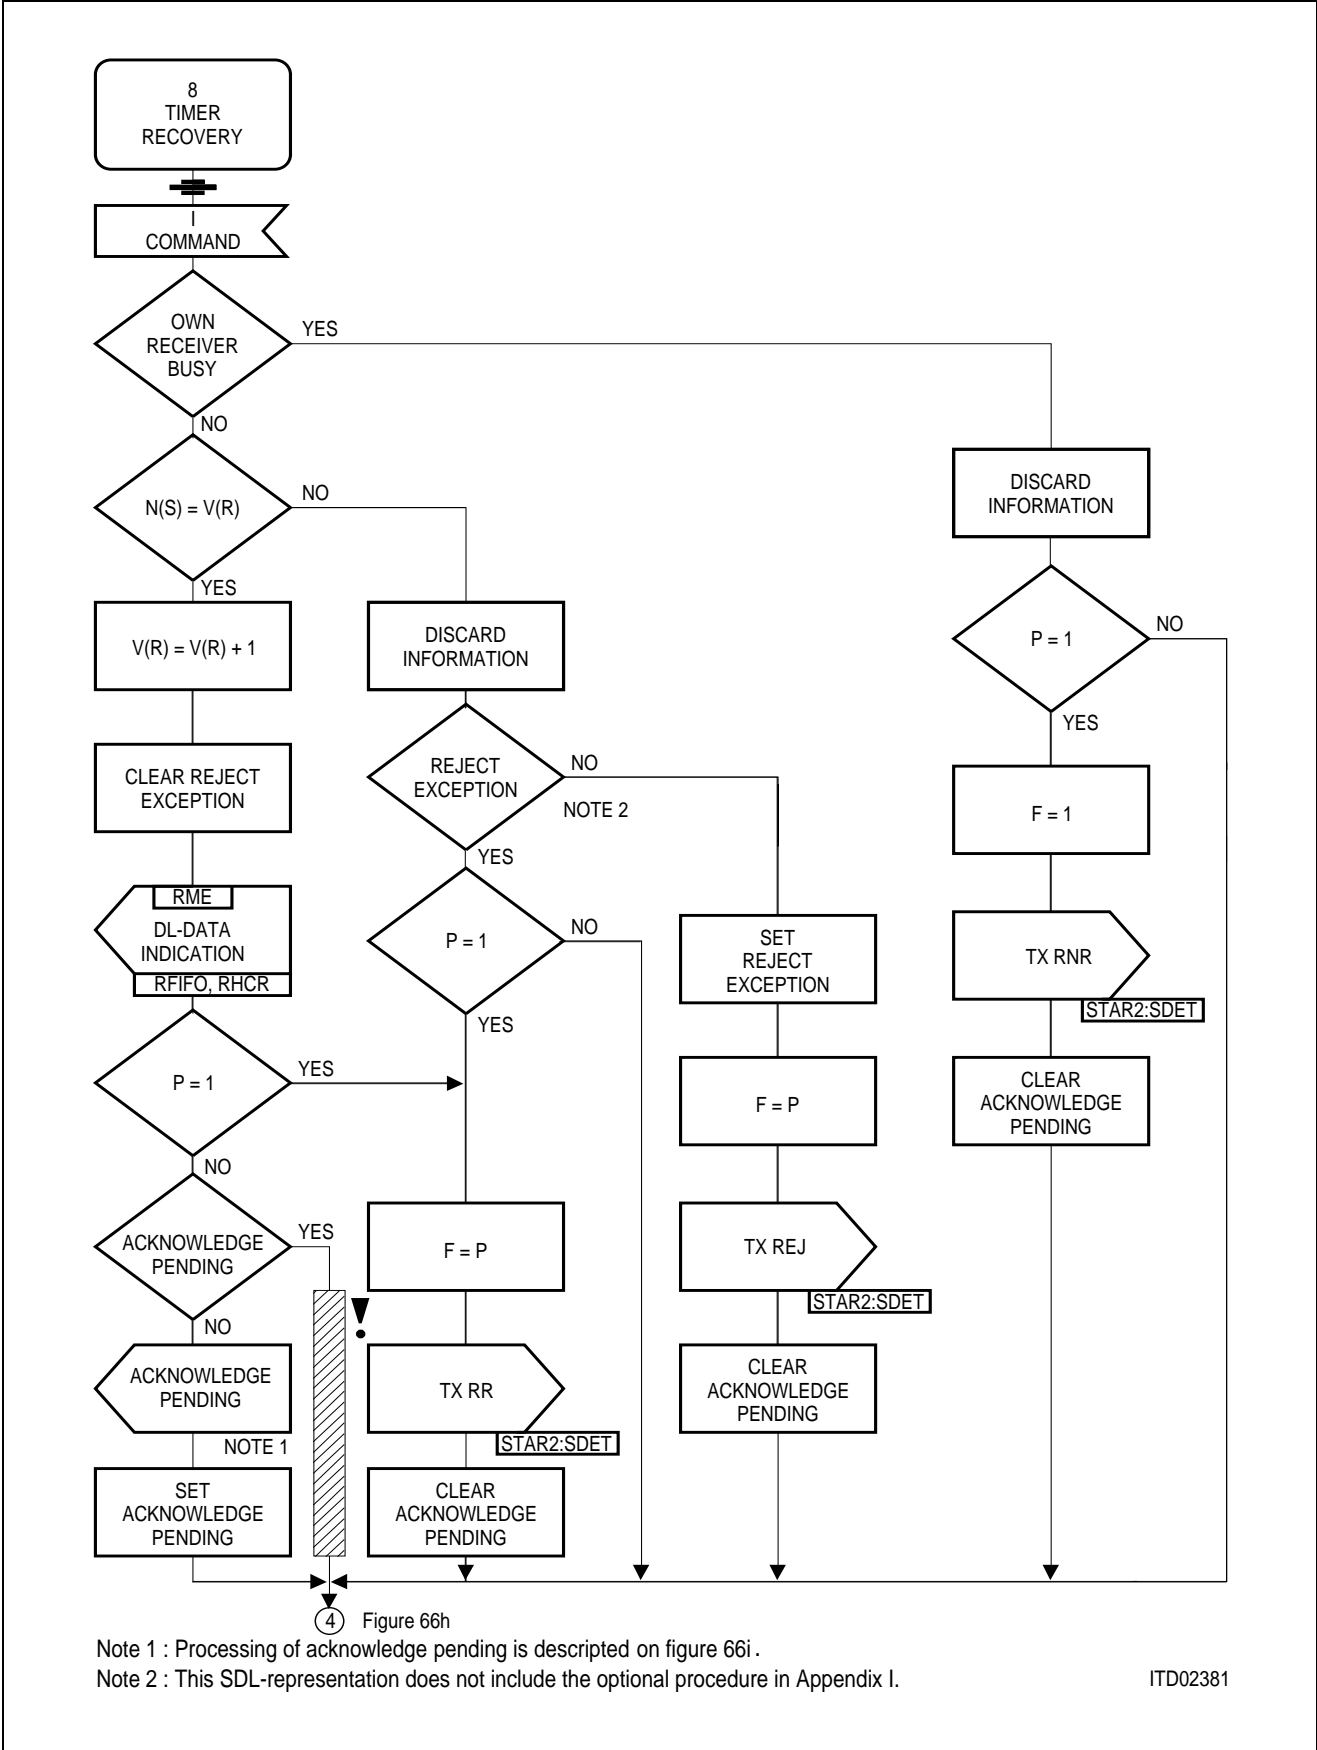 8
TIMER
RECOVERY
I
COMMAND
OWN
RECEIVER
BUSY
YES
NO
N(S) = V(R)
NO
YES
V(R) = V(R) + 1
CLEAR REJECT
EXCEPTION
RME
DL-DATA
INDICATION
RFIFO, RHCR
P = 1
YES
NO
ACKNOWLEDGE
PENDING
YES
NO
ACKNOWLEDGE
PENDING
NOTE 1
SET
ACKNOWLEDGE
PENDING
!
DISCARD
INFORMATION
REJECT
EXCEPTION
NO
NOTE 2
YES
P = 1
NO
YES
F = P
TX RR
STAR2:SDET
CLEAR
ACKNOWLEDGE
PENDING
SET
REJECT
EXCEPTION
F = P
TX REJ
STAR2:SDET
CLEAR
ACKNOWLEDGE
PENDING
DISCARD
INFORMATION
P = 1
NO
YES
F = 1
TX RNR
STAR2:SDET
CLEAR
ACKNOWLEDGE
PENDING
4 Figure 66h
Note 1 : Processing of acknowledge pending is descripted on figure 66i .
Note 2 : This SDL-representation does not include the optional procedure in Appendix I.
ITD02381